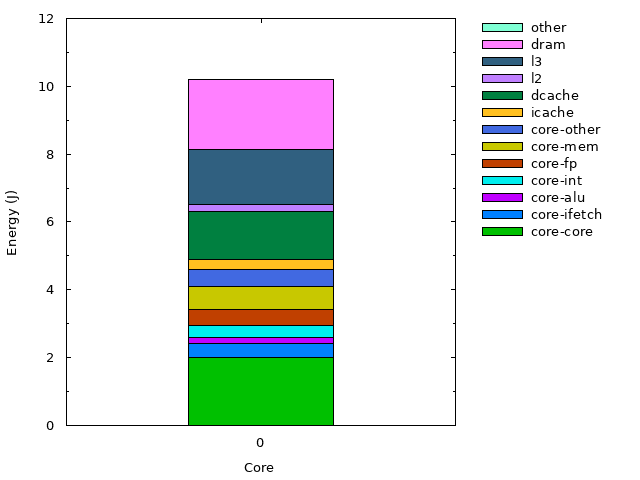 12
10
8
6
4
2
0
Energy (J)
0
Core
other
dram
l3
l2
dcache
icache
core-other
core-mem
core-fp
core-int
core-alu
core-ifetch
core-core